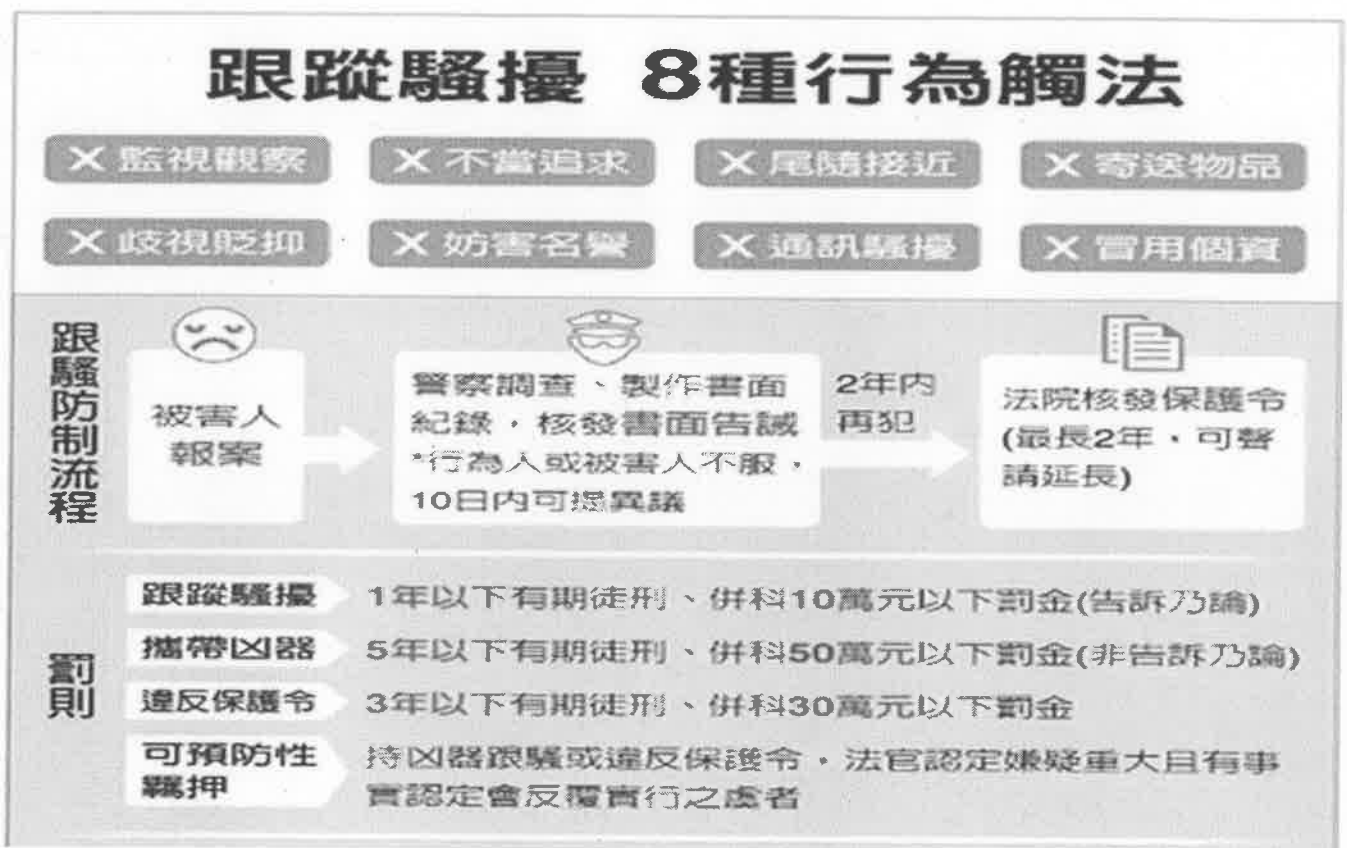 跟蹤騷擾 8種行為觸法
X 監視觀察
X 不當追求
X 尾隨接近
X 寄送物品
X 歧視貶抑
X 妨害名譽
X 通訊騷擾
X 冒用個資
跟騷防制流程
被害人
報案
警察調查、製作書面
紀錄，核發書面告誡
*行為人或被害人不服，
10日內可提異議
2年內
再犯
法院核發保護令
(最長2年，可聲
請延長)
罰則
跟蹤騷擾
1年以下有期徒刑、併科10萬元以下罰金(告訴乃論)
攜帶凶器
5年以下有期徒刑、併科50萬元以下罰金(非告訴乃論)
違反保護令
3年以下有期徒刑、併科30萬元以下罰金
可預防性
羈押
持凶器跟騷或違反保護令，法官認定嫌疑重大且有事
實認定會反覆實行之虞者